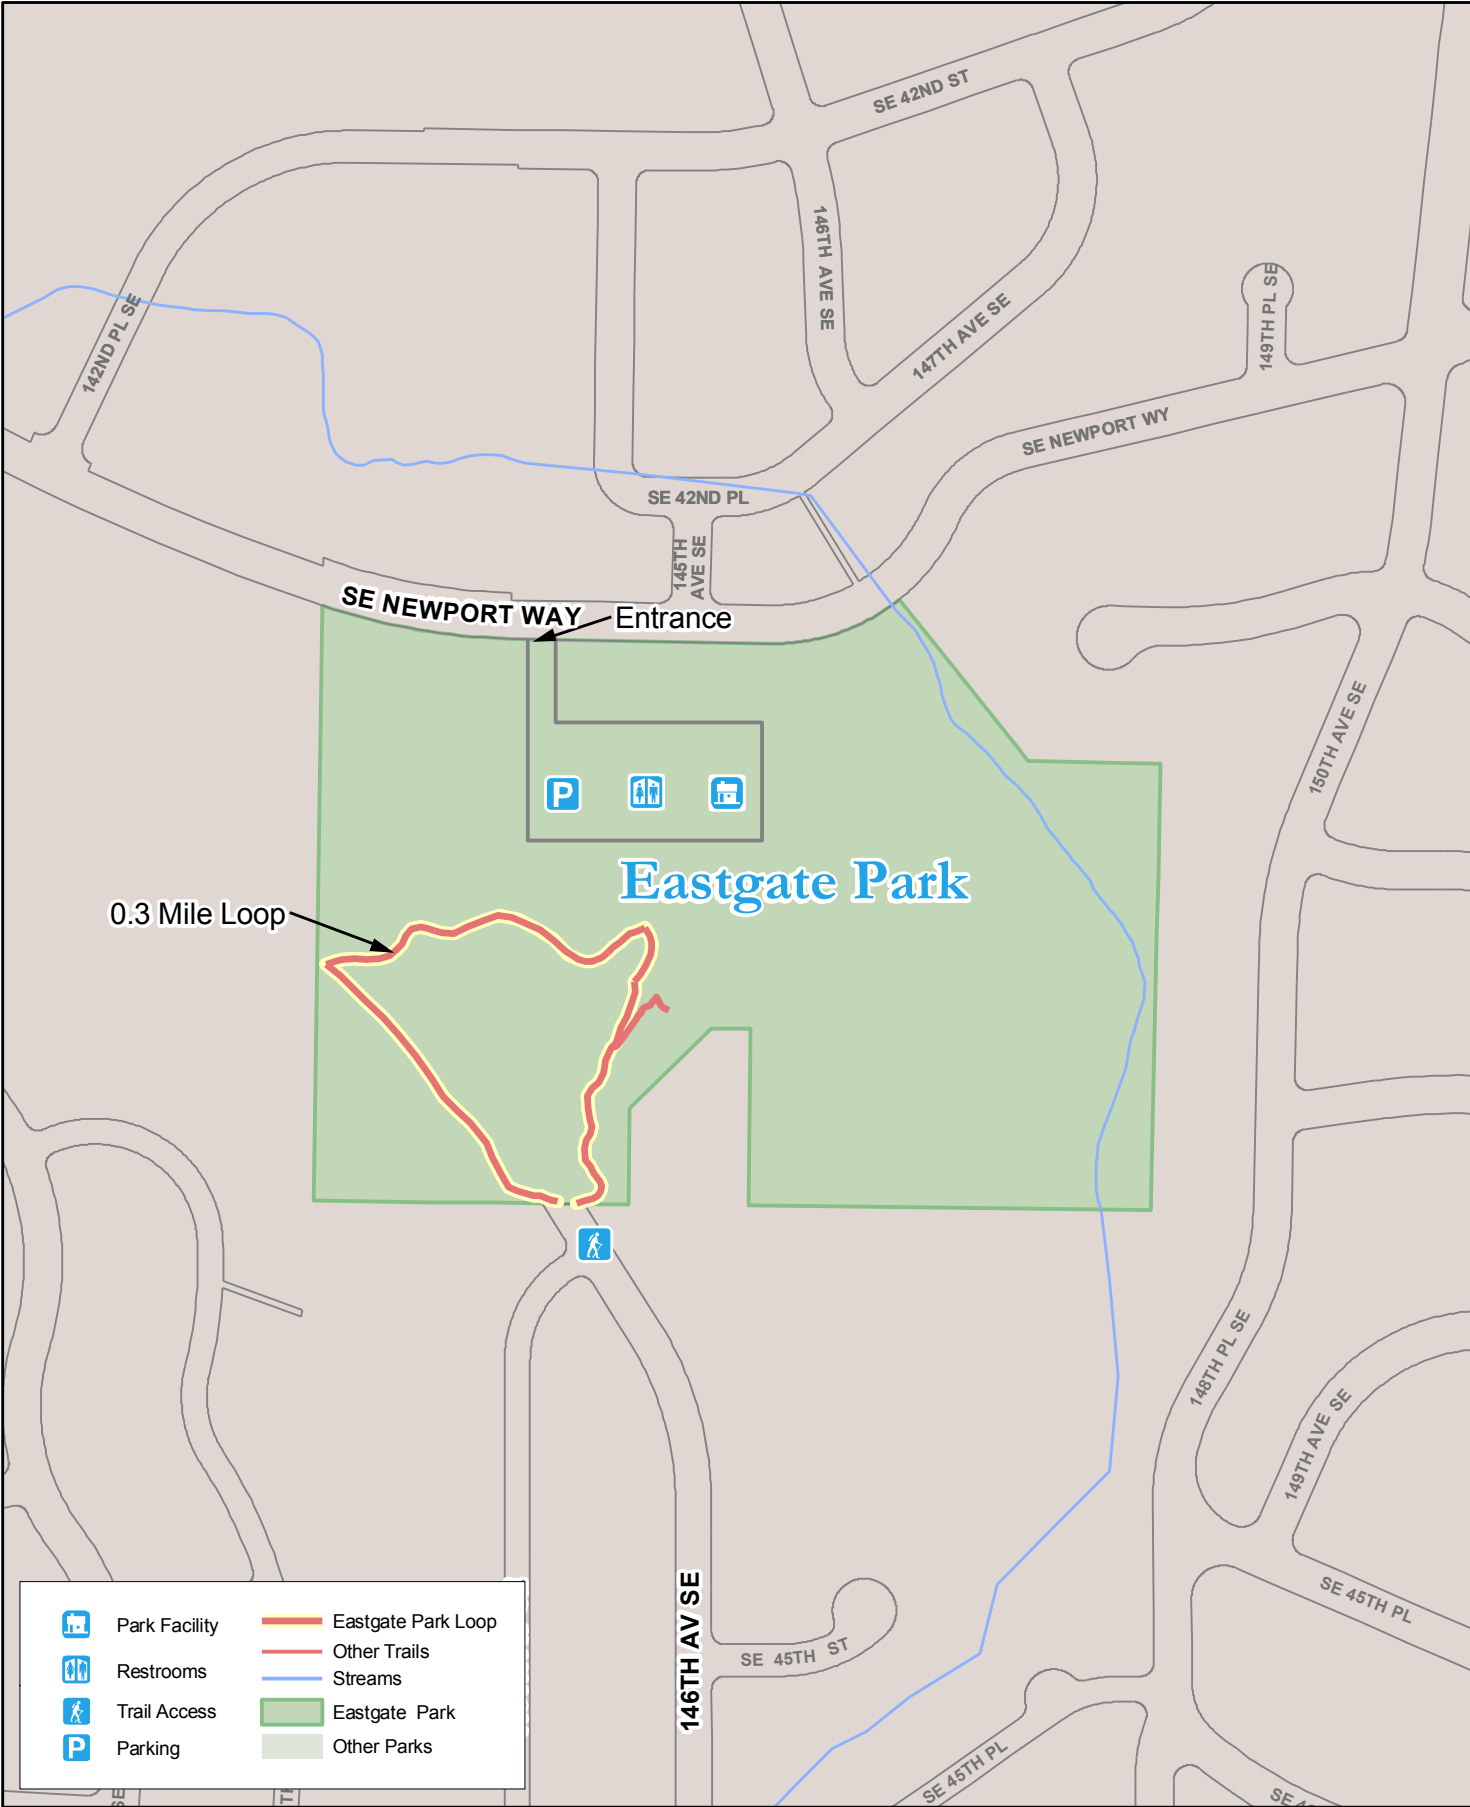 SE 42ND ST
146TH AVE SE
147TH AVE SE
149TH PL SE
142ND PL SE
SE NEWPORT WY
SE 42ND PL
145TH
AVE SE
SE NEWPORT WAY
Entrance
150TH AVE SE
P
Eastgate Park
0.3 Mile Loop
148TH PL SE
149TH AVE SE
SE 45TH PL
146TH AV SE
SE 45TH ST
SE 45TH PL
Park Facility
Restrooms
Trail Access
P Parking
Eastgate Park Loop
Other Trails
Streams
Eastgate Park
Other Parks